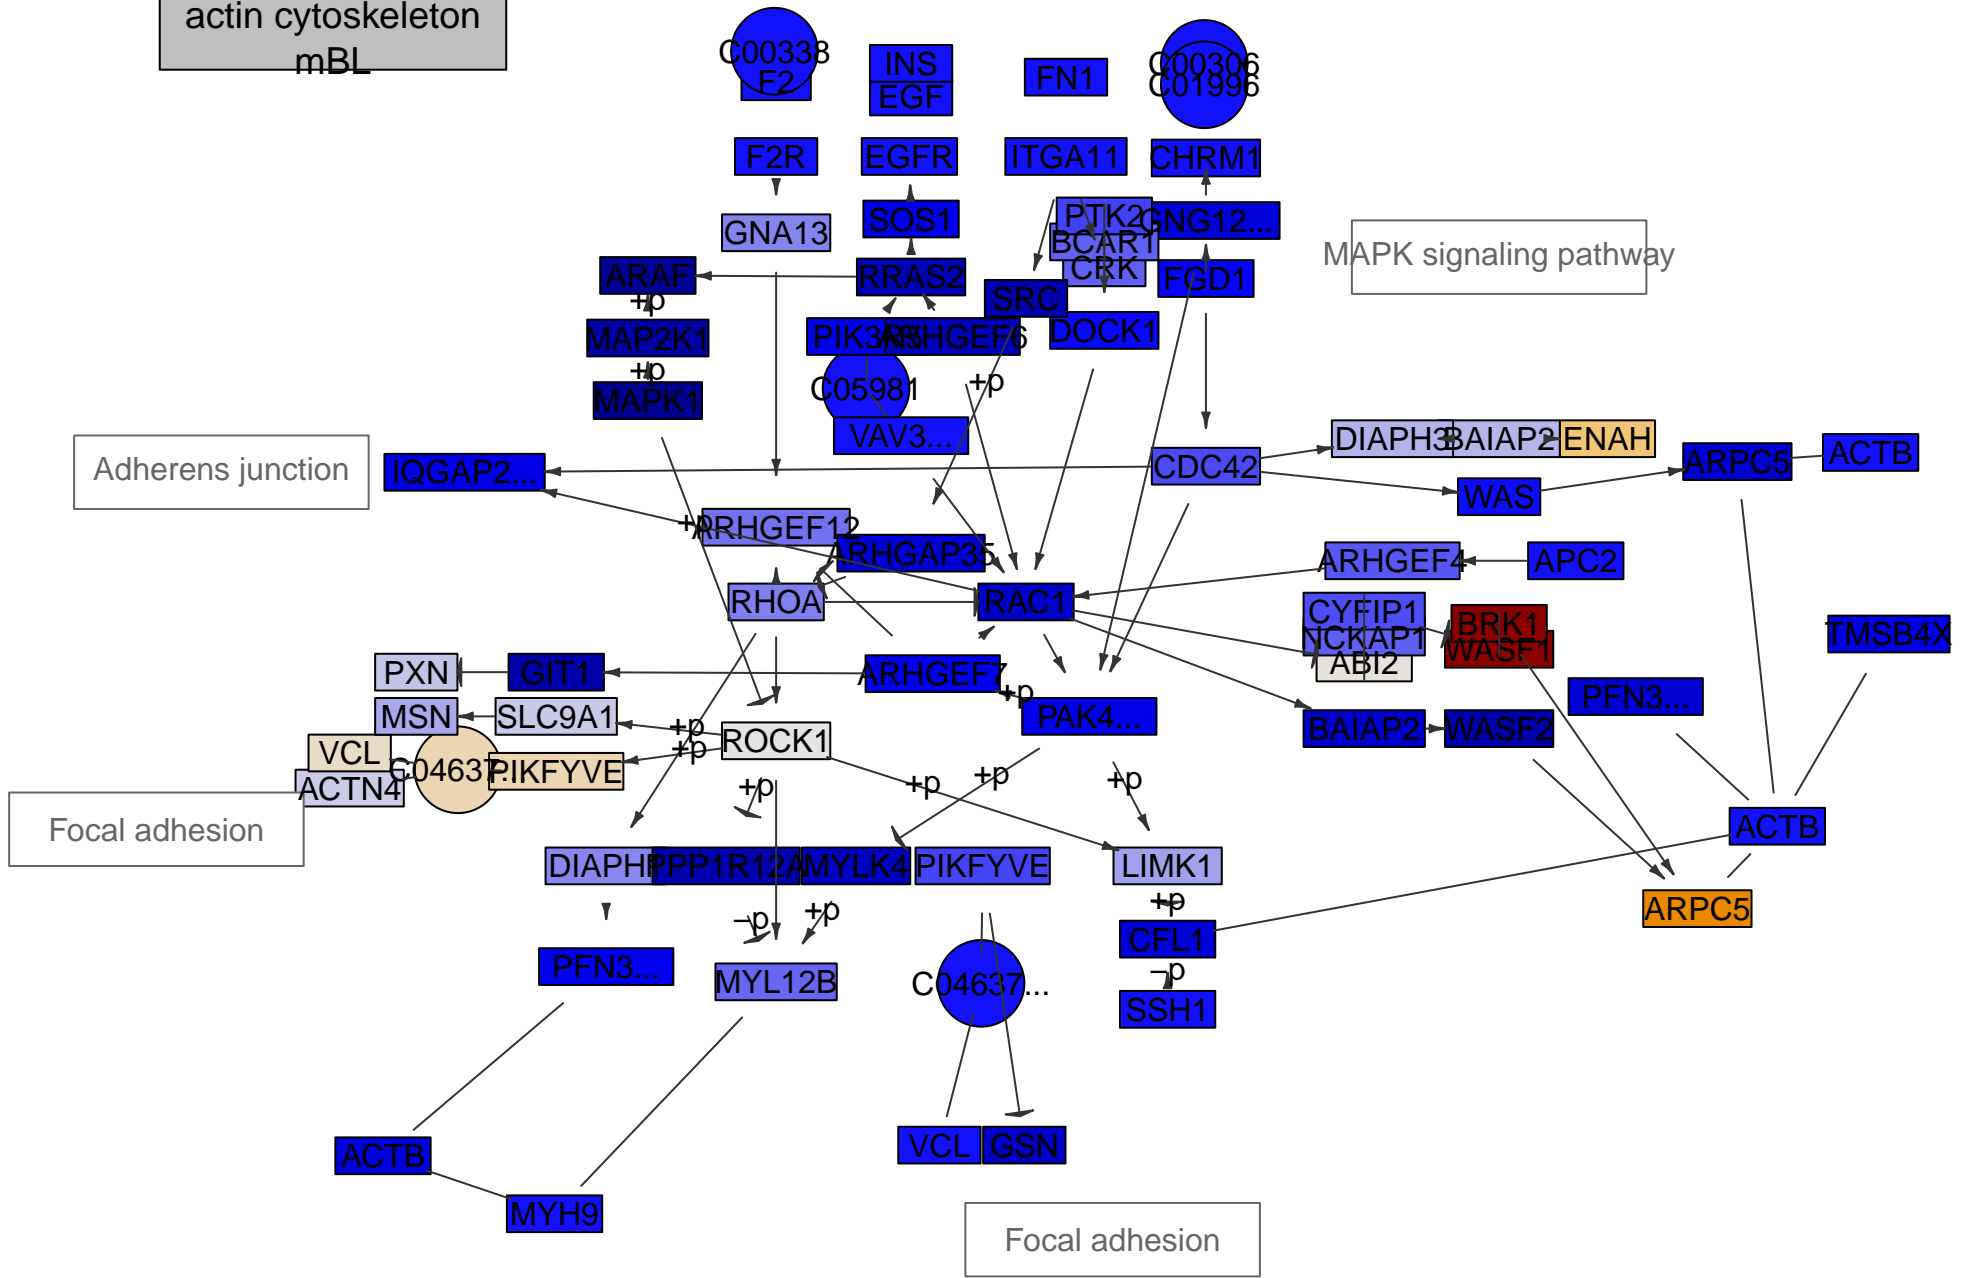 actin cytoskeleton
mBL
C00338
F2
INS
EGF
FN1
C00306
C01996
F2R
EGFR
ITGA11
CHRM1
GNA13
SOS1
PTK2
GNG12...
BCAR1
CRK
MAPK signaling pathway
ARAF
RRAS2
SRC
FGD1
+p
MAP2K1
PIK3R5
ARHGEF6
DOCK1
+p
MAPK1
C05981
+p
VAV3...
DIAPH3
BAIAP2
ENAH
ACTB
Adherens junction
IQGAP2...
CDC42
ARPC5
WAS
+p
ARHGEF12
ARHGAP35
ARHGEF4
APC2
RHOA
RAC1
CYFIP1
BRK1
NCKAP1
WASF1
TMSB4X
ABI2
PXN
GIT1
ARHGEF7
+p
PFN3...
MSN
SLC9A1
+p
PAK4...
BAIAP2
WASF2
VCL
+p
ROCK1
C04637...
PIKFYVE
ACTN4
+p
+p
+p
+p
Focal adhesion
ACTB
DIAPH
PPP1R12A
MYLK4
PIKFYVE
LIMK1
+p
ARPC5
−p
+p
CFL1
PFN3...
MYL12B
C04637...
−p
SSH1
ACTB
VCL
GSN
MYH9
Focal adhesion